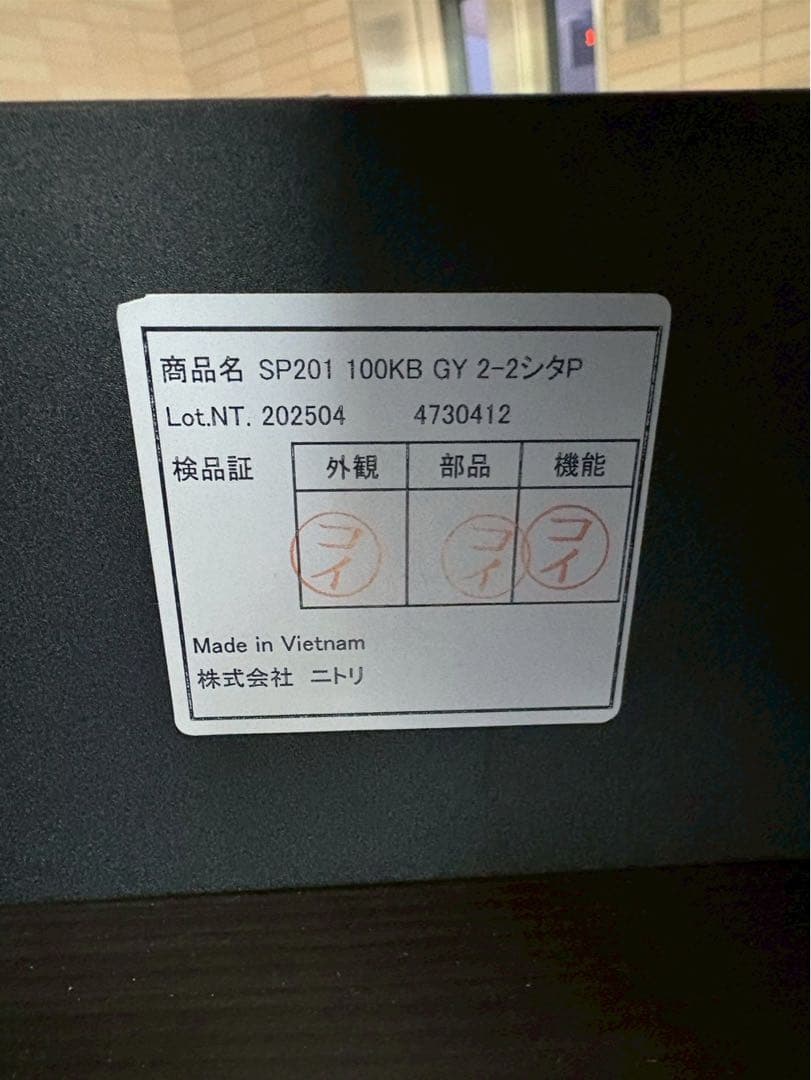 商品名 SP201 100KB GY 2-2シタP
Lot.NT. 202504 4730412
検品証 外観 部品 機能
コイ コイ コイ
Made in Vietnam
株式会社 ニトリ